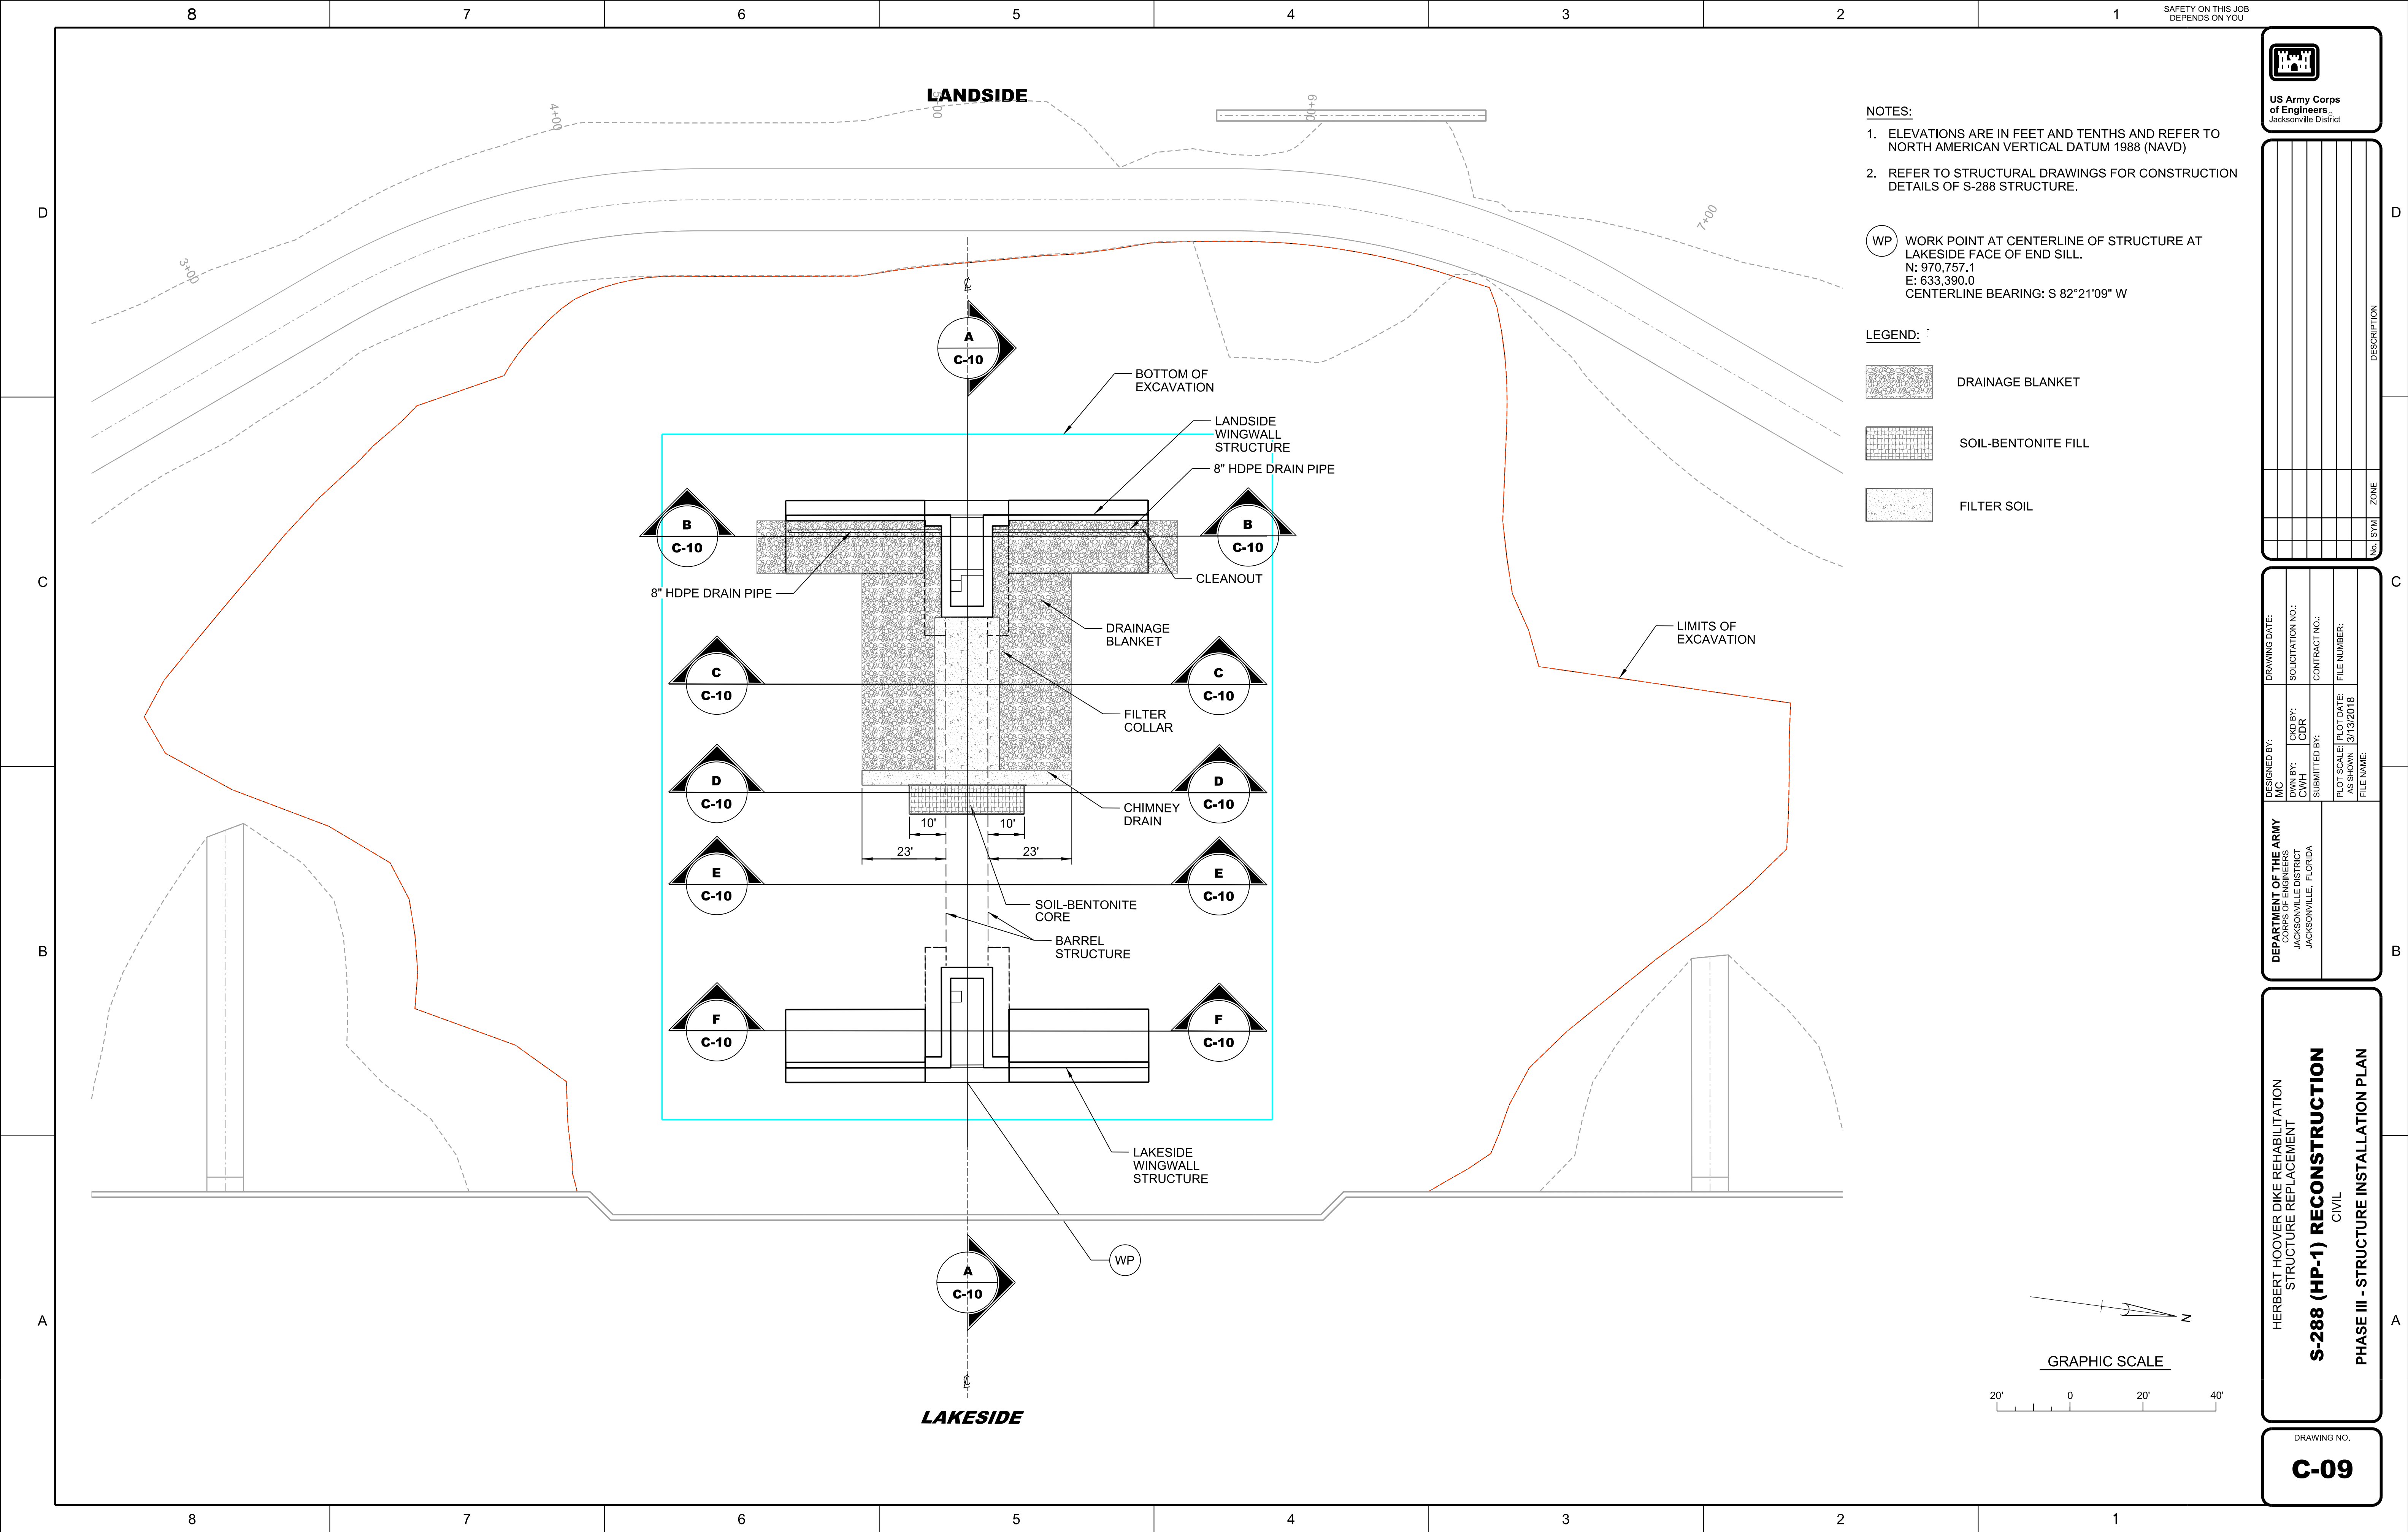 8 7 6 5 4 3 2 1
SAFETY ON THIS JOB
DEPENDS ON YOU
LANDSIDE
3+00
4+00
5+00
6+00
7+00
NOTES:
1. ELEVATIONS ARE IN FEET AND TENTHS AND REFER TO
NORTH AMERICAN VERTICAL DATUM 1988 (NAVD)
2. REFER TO STRUCTURAL DRAWINGS FOR CONSTRUCTION
DETAILS OF S-288 STRUCTURE.
WP
WORK POINT AT CENTERLINE OF STRUCTURE AT
LAKESIDE FACE OF END SILL.
N: 970,757.1
E: 633,390.0
CENTERLINE BEARING: S 82°21'09" W
LEGEND:
DRAINAGE BLANKET
SOIL-BENTONITE FILL
FILTER SOIL
D
D
C
C
B
B
A
A
℄
A
C-10
BOTTOM OF
EXCAVATION
LANDSIDE
WINGWALL
STRUCTURE
8" HDPE DRAIN PIPE
B
C-10
B
C-10
CLEANOUT
8" HDPE DRAIN PIPE
DRAINAGE
BLANKET
LIMITS OF
EXCAVATION
C
C-10
C
C-10
FILTER
COLLAR
D
C-10
D
C-10
CHIMNEY
DRAIN
10' 10'
23' 23'
E
C-10
E
C-10
SOIL-BENTONITE
CORE
BARREL
STRUCTURE
F
C-10
F
C-10
LAKESIDE
WINGWALL
STRUCTURE
WP
A
C-10
℄
LAKESIDE
N
GRAPHIC SCALE
20' 0 20' 40'
US Army Corps
of Engineers®
Jacksonville District
No. SYM ZONE DESCRIPTION
DESIGNED BY:
MC
DRAWING DATE:
DWN BY:
CWH
CKD BY:
CDR
SOLICITATION NO.:
SUBMITTED BY:
CONTRACT NO.:
PLOT SCALE:
AS SHOWN
PLOT DATE:
3/13/2018
FILE NUMBER:
FILE NAME:
DEPARTMENT OF THE ARMY
CORPS OF ENGINEERS
JACKSONVILLE DISTRICT
JACKSONVILLE, FLORIDA
HERBERT HOOVER DIKE REHABILITATION
STRUCTURE REPLACEMENT
S-288 (HP-1) RECONSTRUCTION
CIVIL
PHASE III - STRUCTURE INSTALLATION PLAN
DRAWING NO.
C-09
8 7 6 5 4 3 2 1